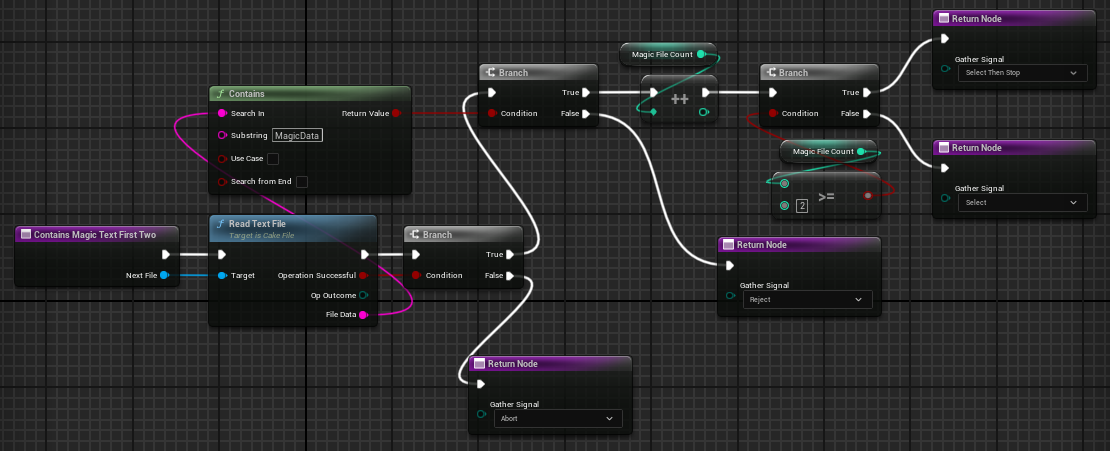 Return Node
Gather Signal
Select Then Stop
Magic File Count
Branch
True
Condition
False
++
Branch
True
Condition
False
Contains
Search In
Return Value
Substring
MagicData
Use Case
Search from End
Magic File Count
>=
2
Return Node
Gather Signal
Select
Contains Magic Text First Two
Next File
Read Text File
Target is Cake File
Target
Operation Successful
Op Outcome
File Data
Branch
True
Condition
False
Return Node
Gather Signal
Reject
Return Node
Gather Signal
Abort